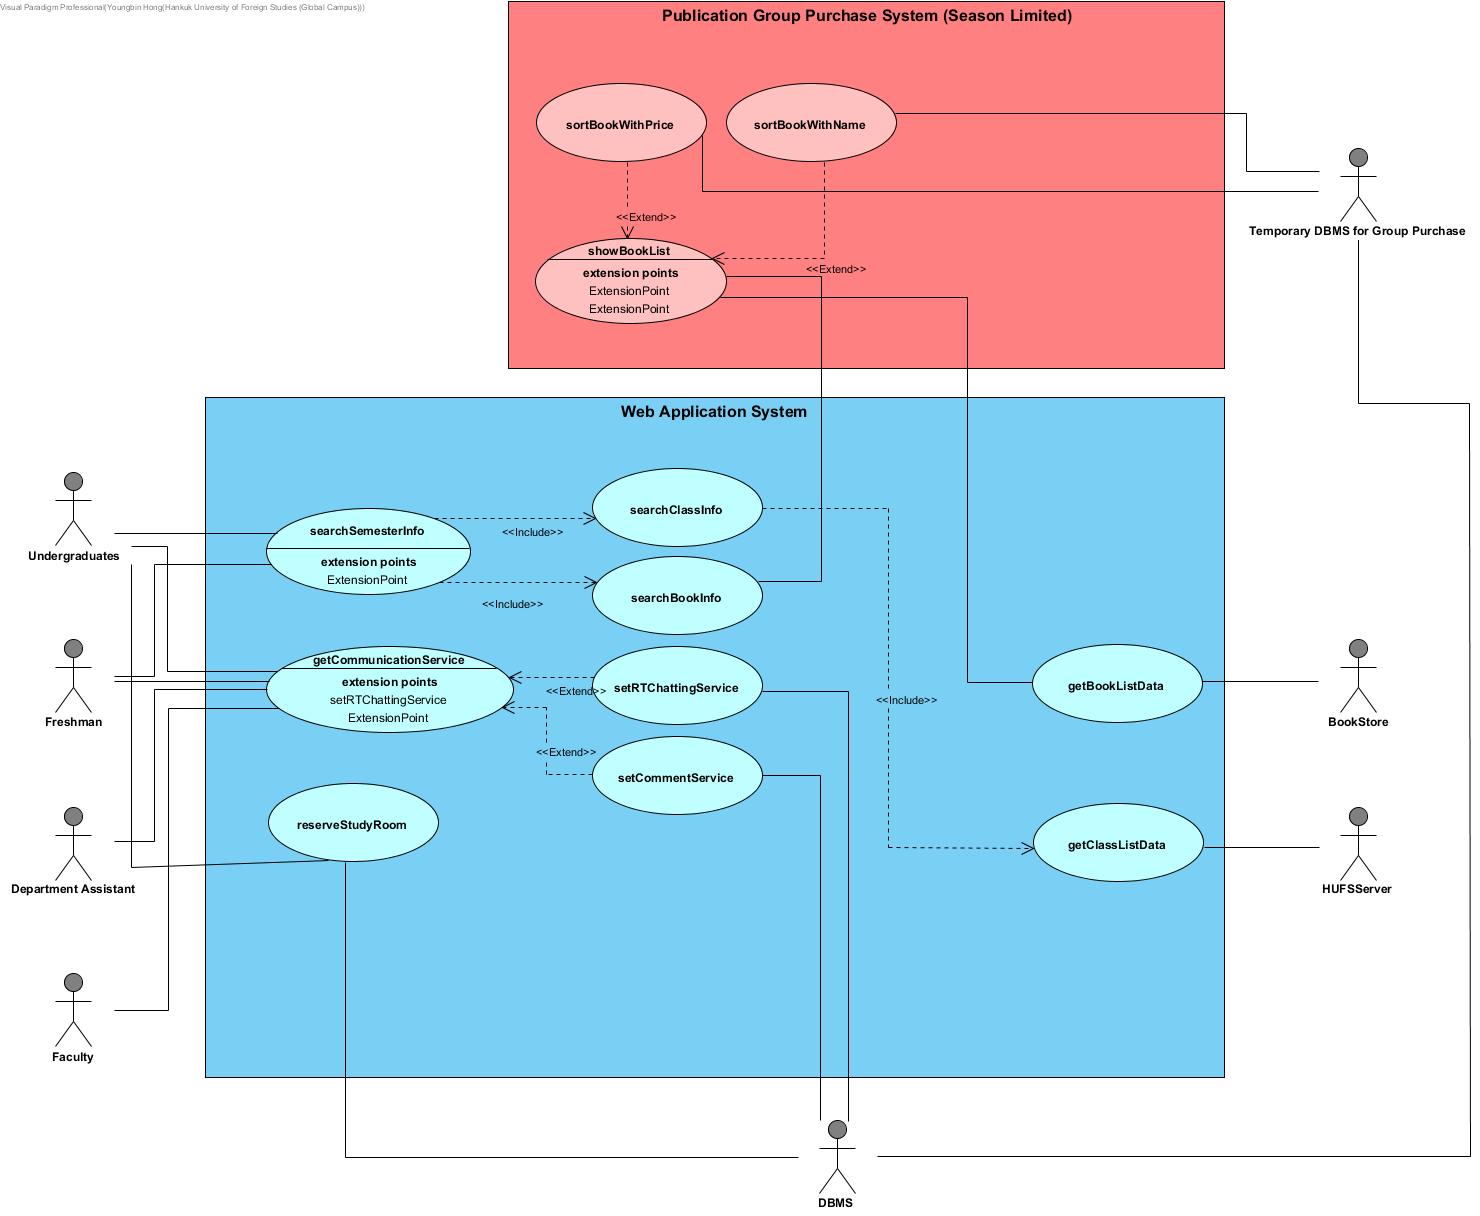 Visual Paradigm Professional(Youngbin Hong(Hankuk University of Foreign Studies (Global Campus)))
Publication Group Purchase System (Season Limited)
sortBookWithPrice
sortBookWithName
<<Extend>>
Temporary DBMS for Group Purchase
showBookList
<<Extend>>
extension points
ExtensionPoint
ExtensionPoint
Web Application System
searchClassInfo
searchSemesterInfo
<<Include>>
Undergraduates
extension points
ExtensionPoint
searchBookInfo
<<Include>>
getCommunicationService
extension points
setRTChattingService
ExtensionPoint
<<Extend>>
setRTChattingService
getBookListData
<<Include>>
Freshman
BookStore
<<Extend>>
setCommentService
reserveStudyRoom
getClassListData
Department Assistant
HUFSServer
Faculty
DBMS